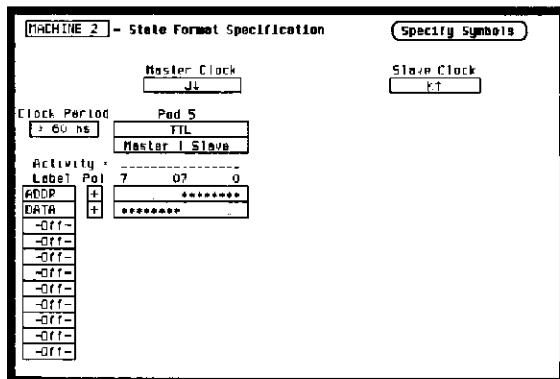 MACHINE 2 - State Format Specification Specify Symbols
Master Clock Slave Clock
J↓ K↑
Clock Period Pod 5
> 60 ns TTL
Master | Slave
Activity >
Label Pol 7 07 0
ADDR + ********
DATA + ********
-Off-
-Off-
-Off-
-Off-
-Off-
-Off-
-Off-
-Off-
-Off-